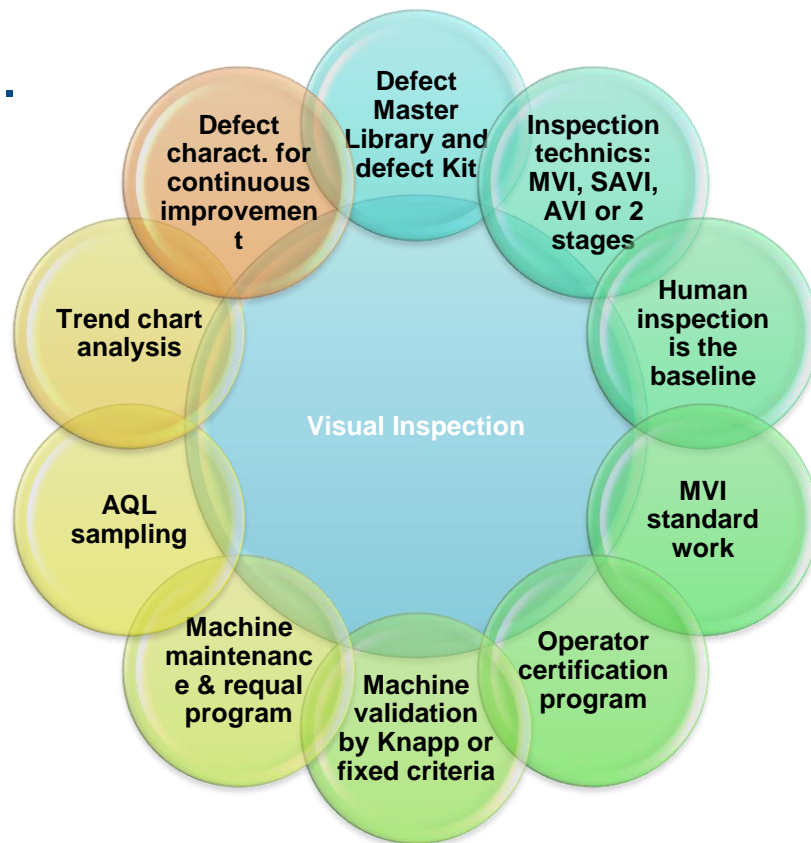 Defect
Master
Library and
defect Kit
Inspection
technics:
MVI, SAVI,
AVI or 2
stages
Human
inspection
is the
baseline
MVI
standard
work
Operator
certification
program
Machine
validation
by Knapp or
fixed criteria
Machine
maintenanc
e & requal
program
AQL
sampling
Trend chart
analysis
Defect
charact. for
continuous
improvemen
t
Visual Inspection